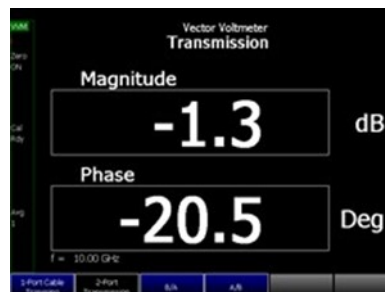 VVM
Vector Voltmeter
Transmission
Zero
ON
Magnitude
-1.3 dB
Cal
Rdy
Phase
-20.5 Deg
Avg
1
f = 10.00 GHz
1-Port Cable 2-Port B/A A/B